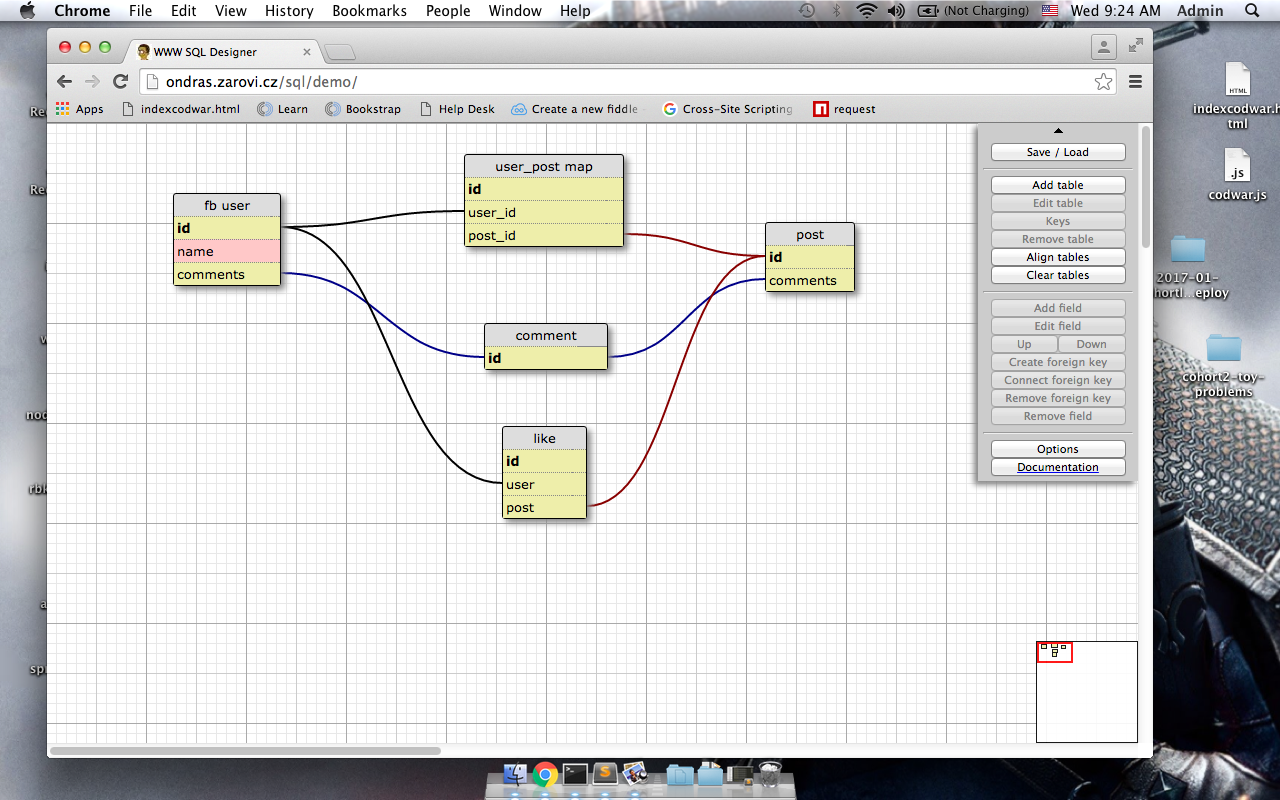 Chrome File Edit View History Bookmarks People Window Help (Not Charging) Wed 9:24 AM Admin
WWW SQL Designer
ondras.zarovi.cz/sql/demo/
Apps indexcodwar.html Learn Bookstrap Help Desk Create a new fiddle Cross-Site Scripting request
fb user
id
name
comments
user_post map
id
user_id
post_id
comment
id
like
id
user
post
post
id
comments
Save / Load
Add table
Edit table
Keys
Remove table
Align tables
Clear tables
Add field
Edit field
Up Down
Create foreign key
Connect foreign key
Remove foreign key
Remove field
Options
Documentation
HTML
indexcodwar.h
tml
.js
codwar.js
2017-01-
hortl...eploy
cohort2-toy-
problems